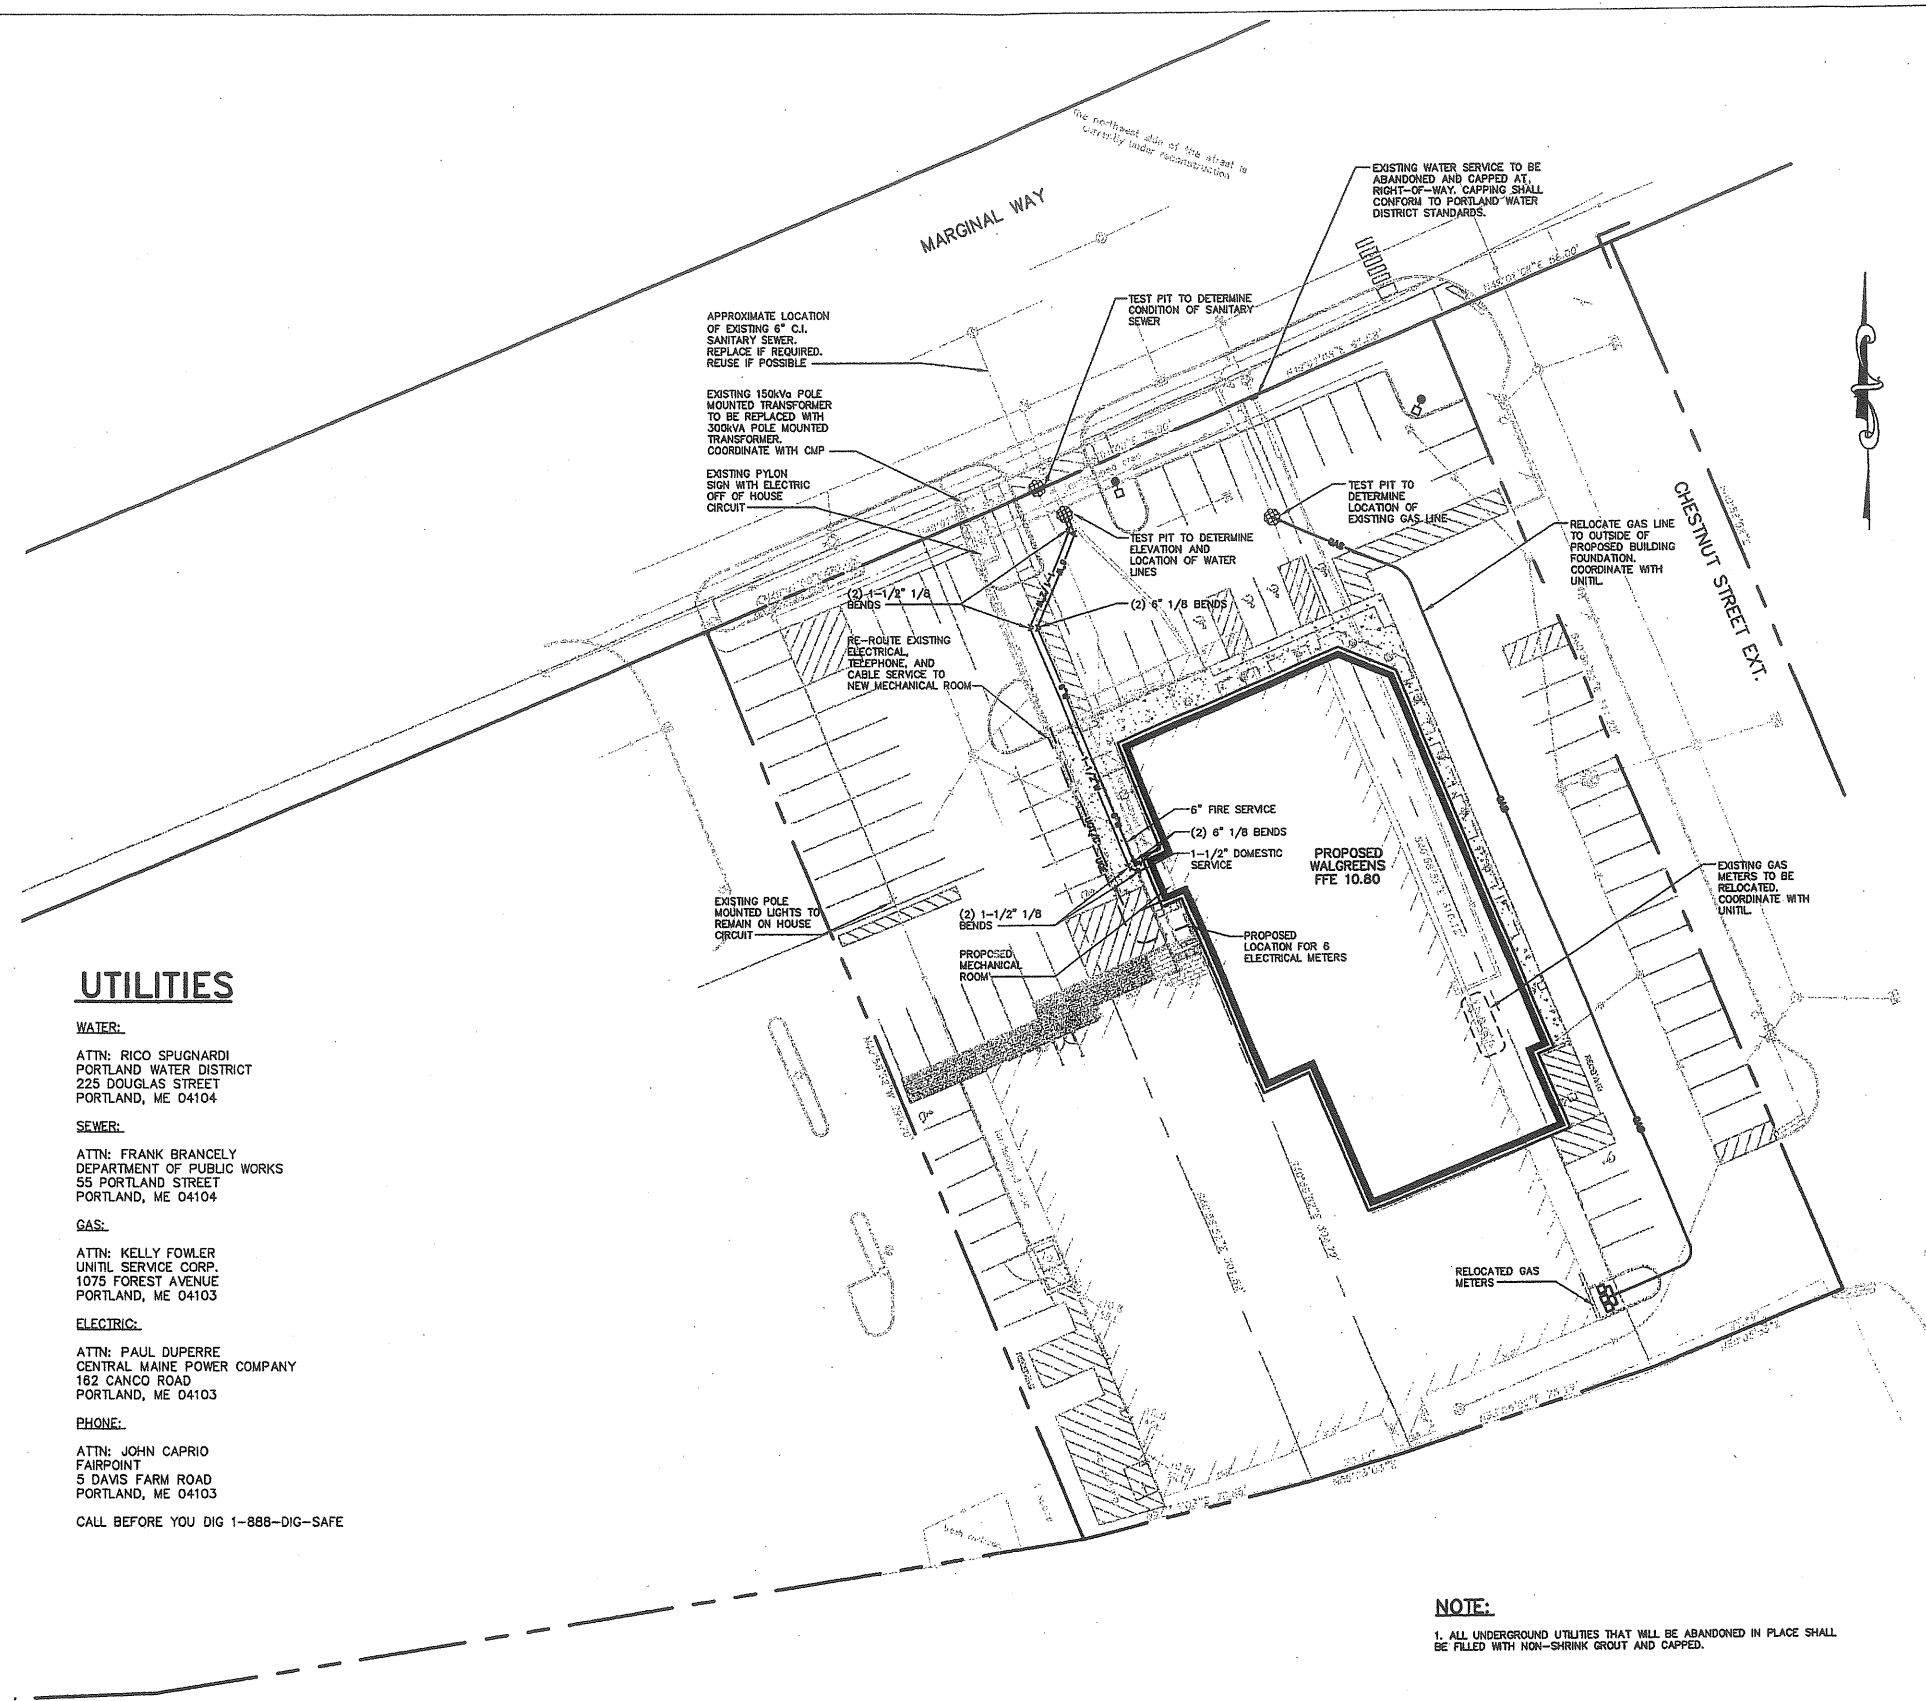 The northwest side of the street is
currently under reconstruction
MARGINAL WAY
EXISTING WATER SERVICE TO BE
ABANDONED AND CAPPED AT,
RIGHT-OF-WAY. CAPPING SHALL
CONFORM TO PORTLAND WATER
DISTRICT STANDARDS.
TEST PIT TO DETERMINE
CONDITION OF SANITARY
SEWER
APPROXIMATE LOCATION
OF EXISTING 6" C.I.
SANITARY SEWER.
REPLACE IF REQUIRED.
REUSE IF POSSIBLE
EXISTING 150kVa POLE
MOUNTED TRANSFORMER
TO BE REPLACED WITH
300kVA POLE MOUNTED
TRANSFORMER.
COORDINATE WITH CMP
EXISTING PYLON
SIGN WITH ELECTRIC
OFF OF HOUSE
CIRCUIT
TEST PIT TO
DETERMINE
LOCATION OF
EXISTING GAS LINE
CHESTNUT STREET EXT.
RELOCATE GAS LINE
TO OUTSIDE OF
PROPOSED BUILDING
FOUNDATION.
COORDINATE WITH
UNITIL
TEST PIT TO DETERMINE
ELEVATION AND
LOCATION OF WATER
LINES
GAS
(2) 1-1/2" 1/8
BENDS
(2) 6" 1/8 BENDS
RE-ROUTE EXISTING
ELECTRICAL,
TELEPHONE, AND
CABLE SERVICE TO
NEW MECHANICAL ROOM
6" FIRE SERVICE
(2) 6" 1/8 BENDS
1-1/2" DOMESTIC
SERVICE
GAS
PROPOSED
WALGREENS
FFE 10.80
EXISTING GAS
METERS TO BE
RELOCATED.
COORDINATE WITH
UNITIL
EXISTING POLE
MOUNTED LIGHTS TO
REMAIN ON HOUSE
CIRCUIT
(2) 1-1/2" 1/8
BENDS
PROPOSED
MECHANICAL
ROOM
PROPOSED
LOCATION FOR 6
ELECTRICAL METERS
GAS
RELOCATED GAS
METERS
UTILITIES
WATER:
ATTN: RICO SPUGNARDI
PORTLAND WATER DISTRICT
225 DOUGLAS STREET
PORTLAND, ME 04104
SEWER:
ATTN: FRANK BRANCELY
DEPARTMENT OF PUBLIC WORKS
55 PORTLAND STREET
PORTLAND, ME 04104
GAS:
ATTN: KELLY FOWLER
UNITIL SERVICE CORP.
1075 FOREST AVENUE
PORTLAND, ME 04103
ELECTRIC:
ATTN: PAUL DUPERRE
CENTRAL MAINE POWER COMPANY
162 CANCO ROAD
PORTLAND, ME 04103
PHONE:
ATTN: JOHN CAPRIO
FAIRPOINT
5 DAVIS FARM ROAD
PORTLAND, ME 04103
CALL BEFORE YOU DIG 1-888-DIG-SAFE
NOTE:
1. ALL UNDERGROUND UTILITIES THAT WILL BE ABANDONED IN PLACE SHALL
BE FILLED WITH NON-SHRINK GROUT AND CAPPED.